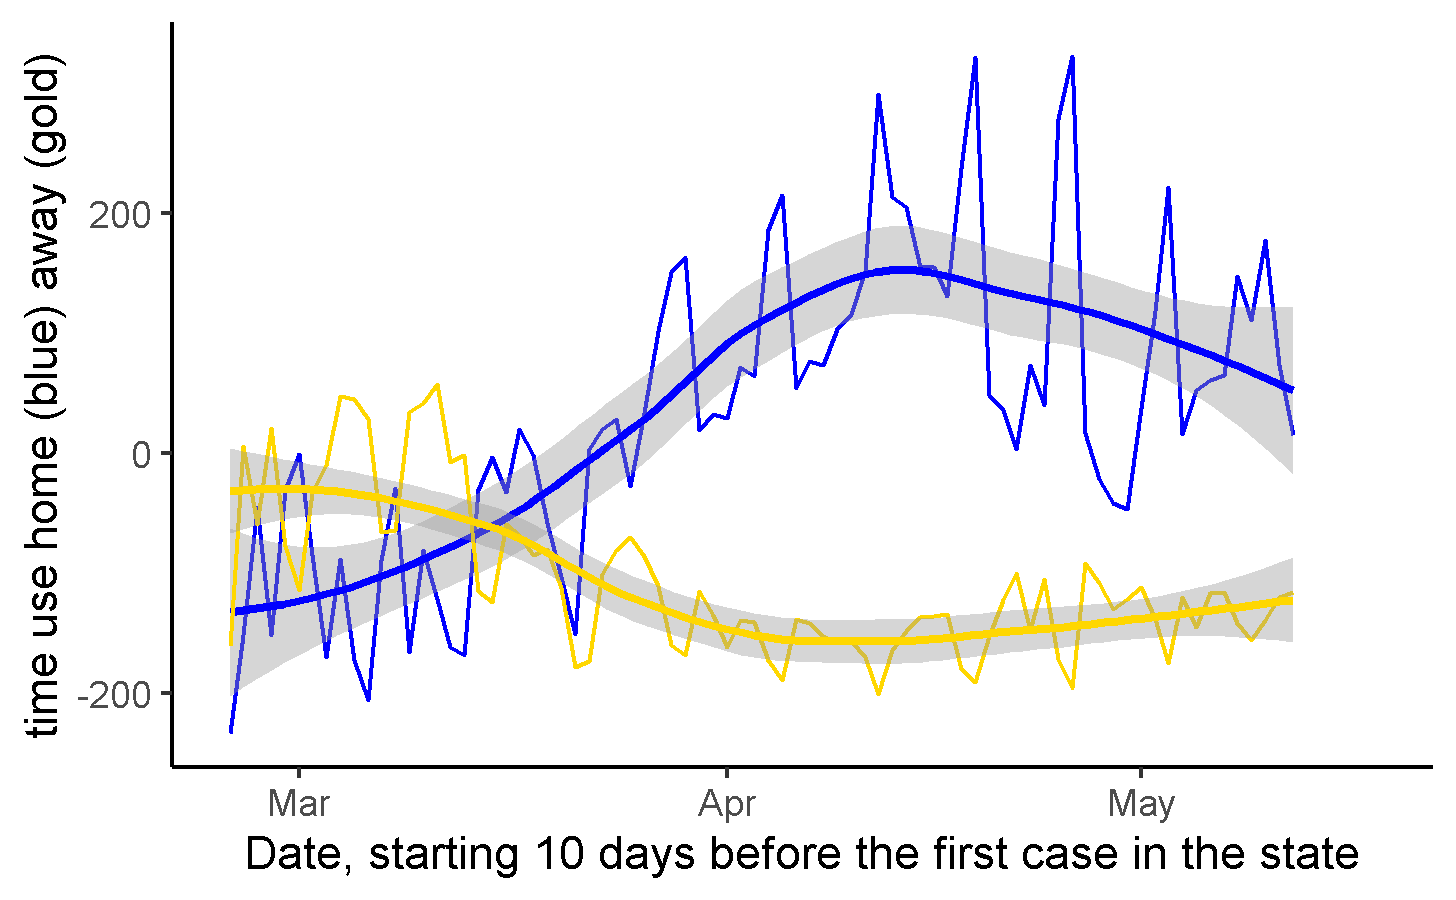 time use home (blue) away (gold)
200
0
-200
Mar
Apr
May
Date, starting 10 days before the first case in the state